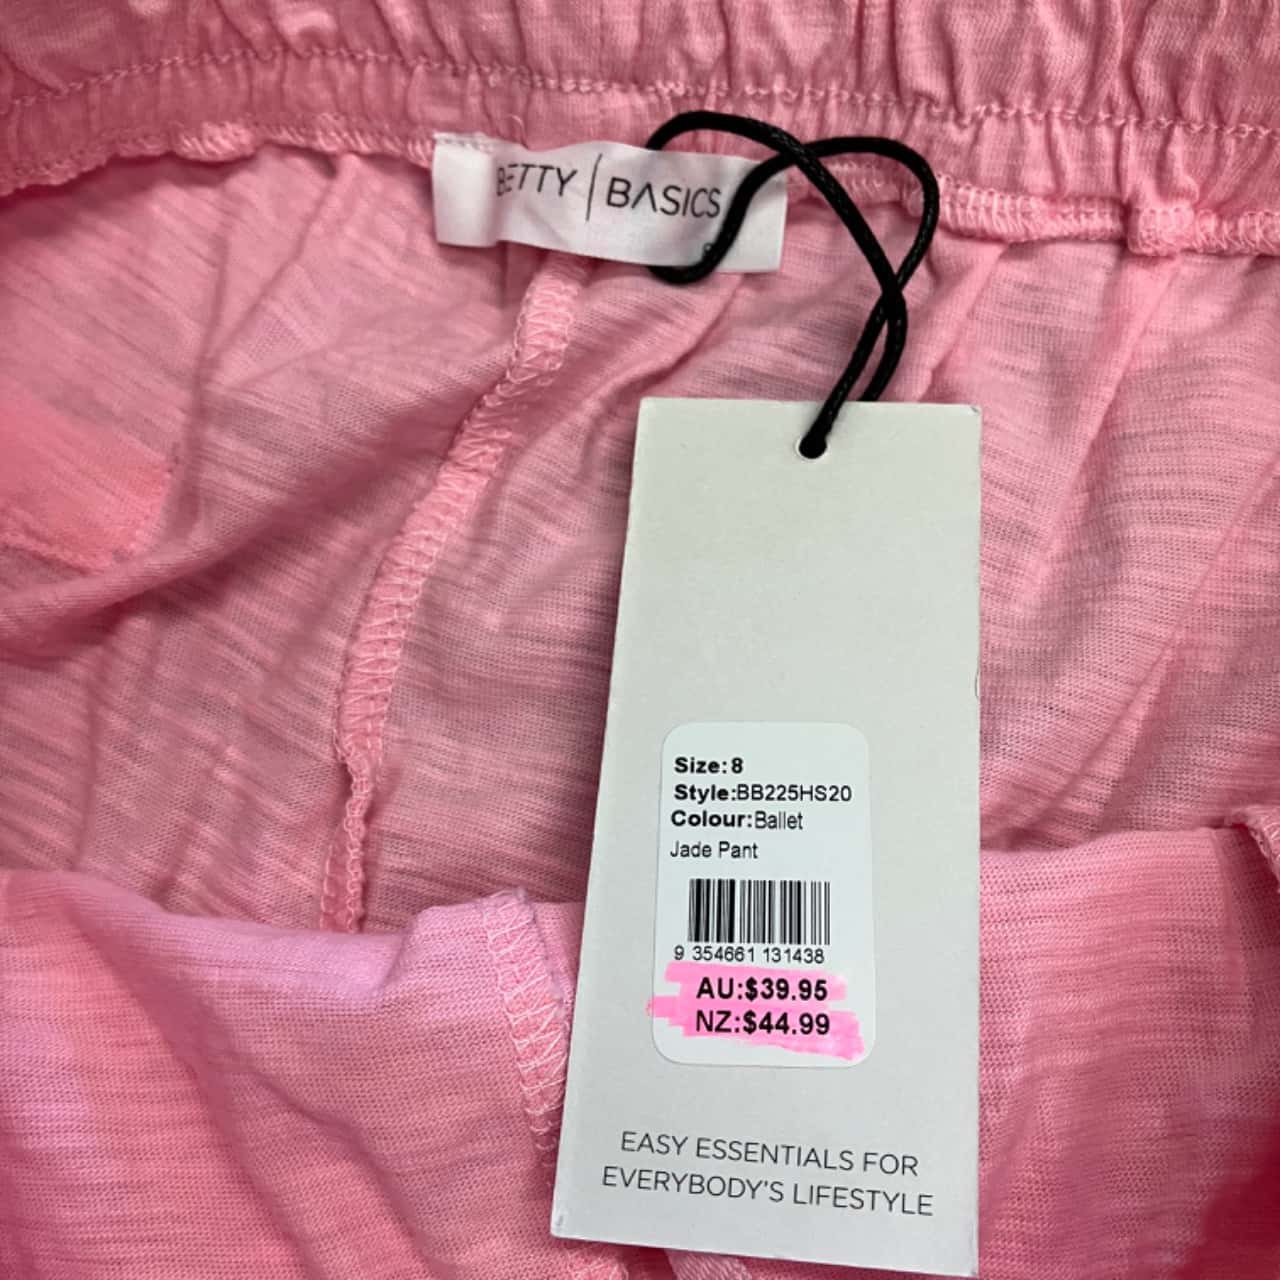 BETTY | BASICS
Size: 8
Style:BB225HS20
Colour:Ballet
Jade Pant
9 354661 131438
AU:$39.95
NZ:$44.99
EASY ESSENTIALS FOR
EVERYBODY'S LIFESTYLE